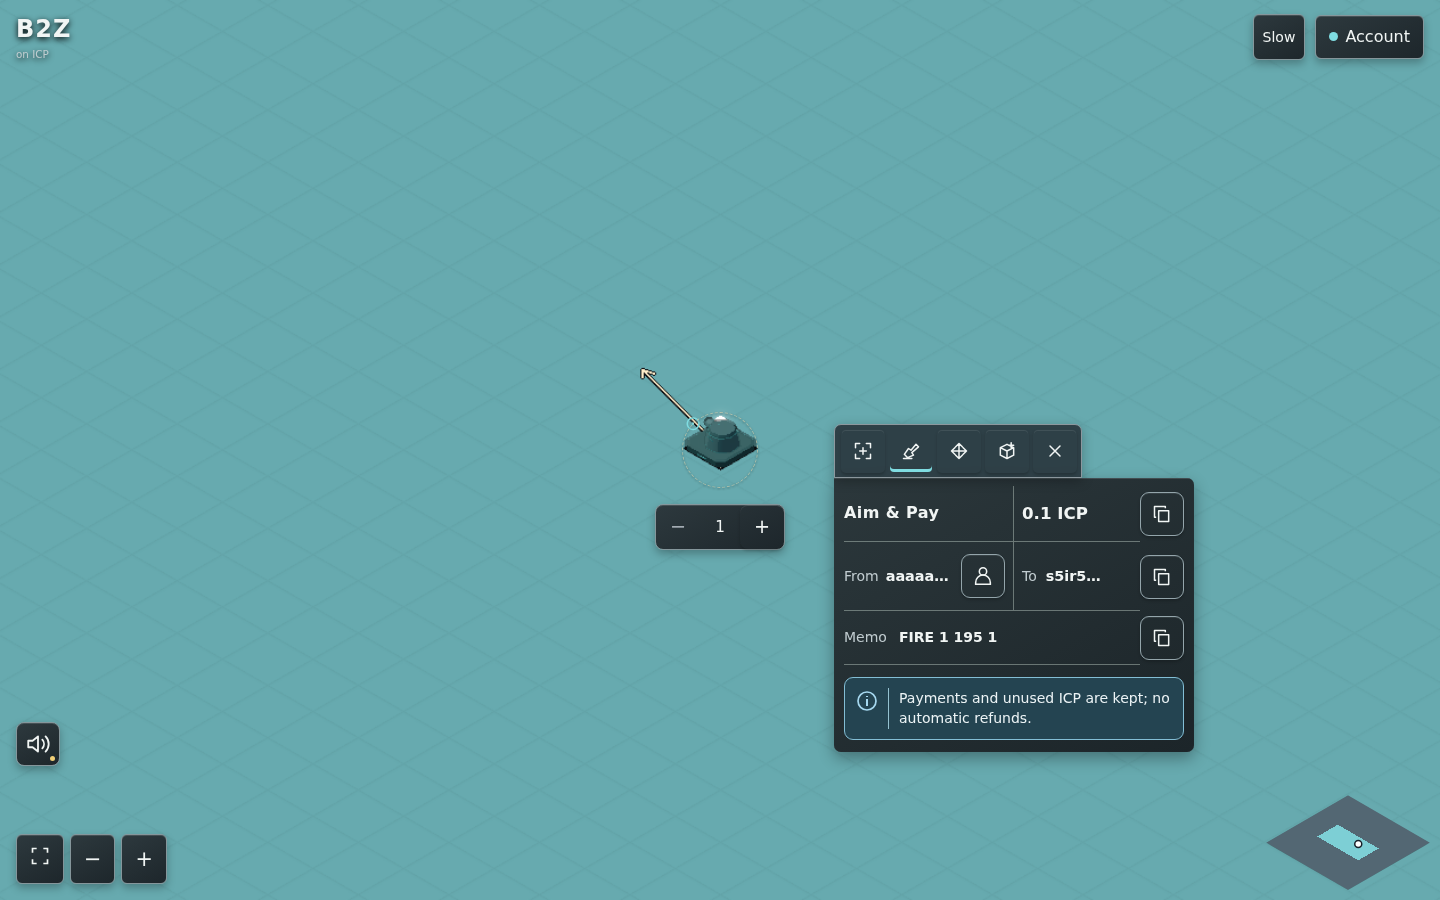 B2Z
on ICP
Slow
Account
− 1 +
Aim & Pay
0.1 ICP
From aaaaa...
To s5ir5...
Memo FIRE 1 195 1
Payments and unused ICP are kept; no
automatic refunds.
− +